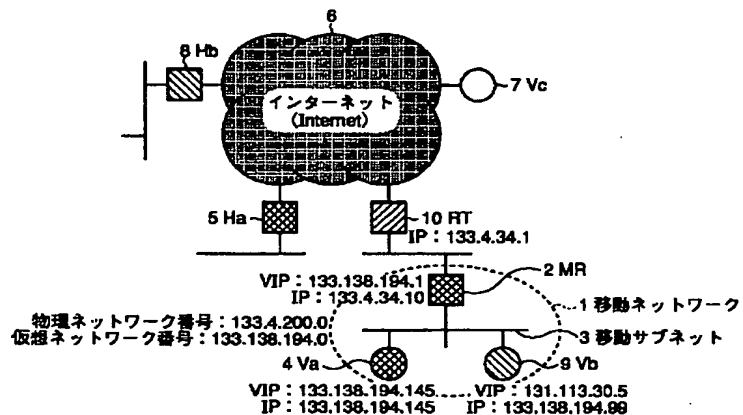 6
8 Hb
インターネット
(Internet)
7 Vc
5 Ha
10 RT
IP：133.4.34.1
VIP：133.138.194.1
IP：133.4.34.10
2 MR
1 移動ネットワーク
物理ネットワーク番号：133.4.200.0
仮想ネットワーク番号：133.138.194.0
3 移動サブネット
4 Va
9 Vb
VIP：133.138.194.145
VIP：131.113.30.5
IP：133.138.194.145
IP：133.138.194.99